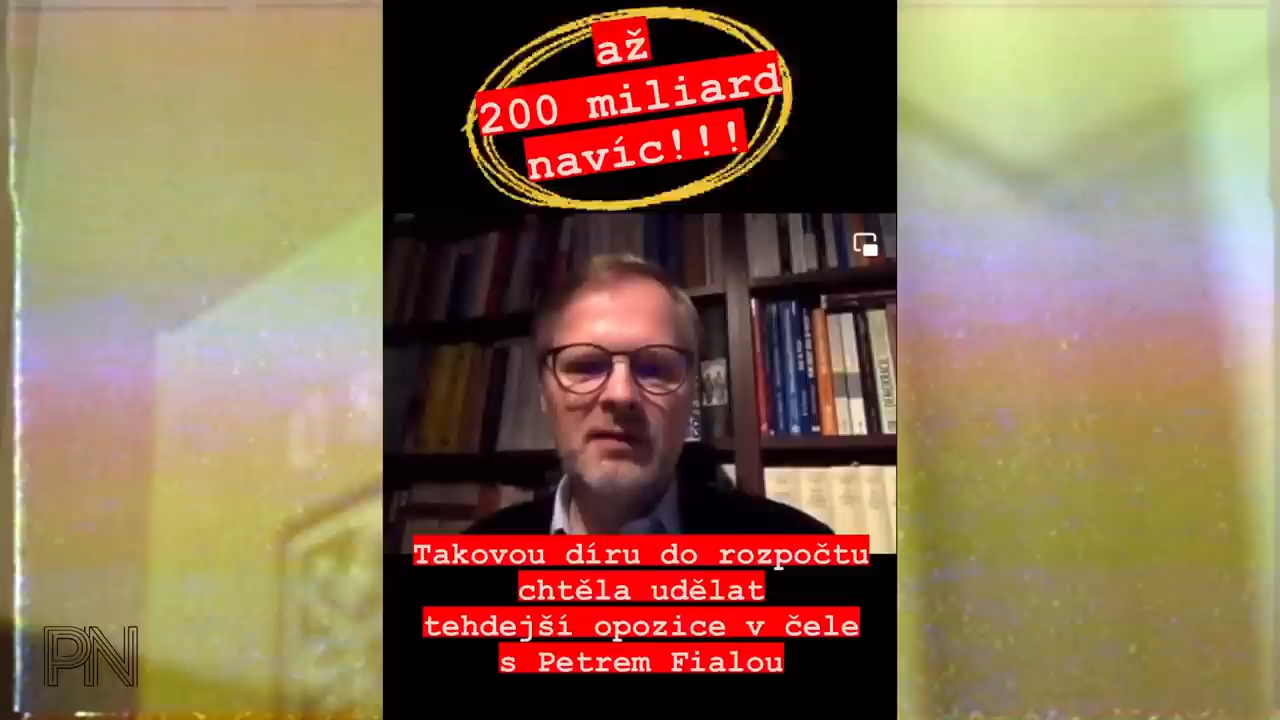 až
200 miliard
navíc!!!
Takovou díru do rozpočtu
chtěla udělat
tehdejší opozice v čele
s Petrem Fialou
PN